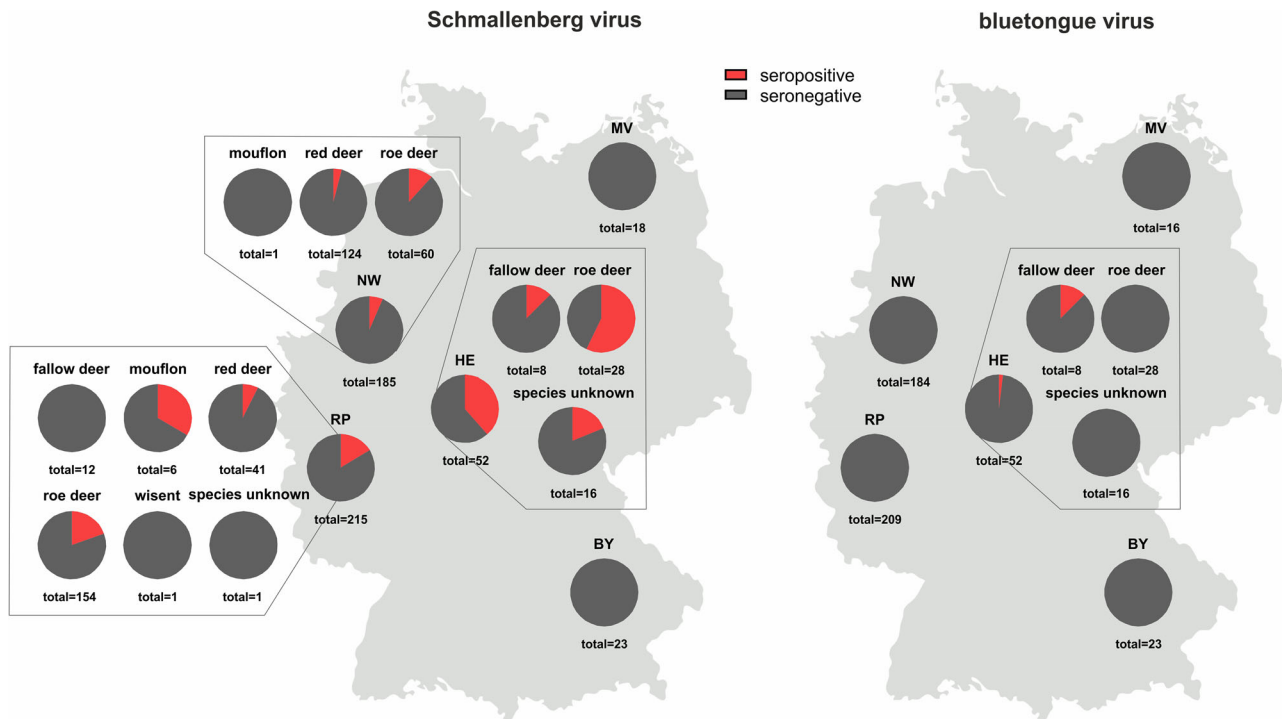 Schmallenberg virus
bluetongue virus
seropositive
seronegative
MV
total=18
mouflon
red deer
roe deer
total=1
total=124
total=60
NW
total=185
fallow deer
roe deer
total=8
total=28
HE
species unknown
total=52
total=16
fallow deer
mouflon
red deer
total=12
total=6
total=41
roe deer
wisent
species unknown
total=154
total=1
total=1
RP
total=215
BY
total=23
MV
total=16
NW
total=184
fallow deer
roe deer
total=8
total=28
HE
species unknown
total=52
total=16
RP
total=209
BY
total=23